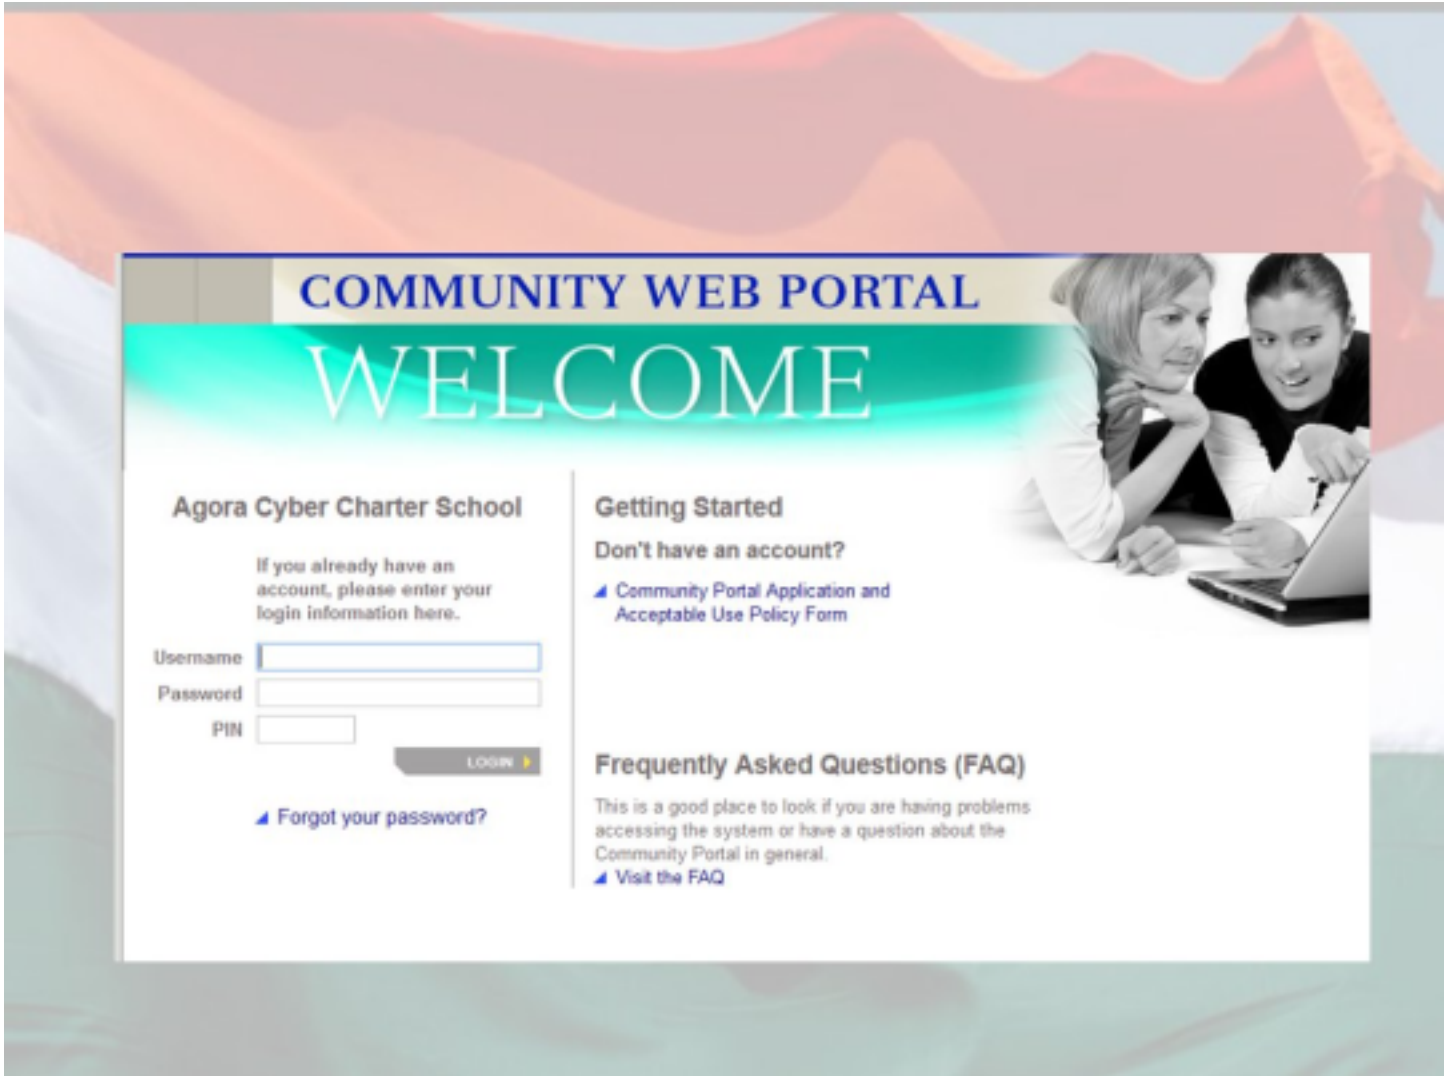 COMMUNITY WEB PORTAL
WELCOME
Agora Cyber Charter School
If you already have an
account, please enter your
login information here.
Username
Password
PIN
LOGIN
Forgot your password?
Getting Started
Don't have an account?
Community Portal Application and
Acceptable Use Policy Form
Frequently Asked Questions (FAQ)
This is a good place to look if you are having problems
accessing the system or have a question about the
Community Portal in general.
Visit the FAQ